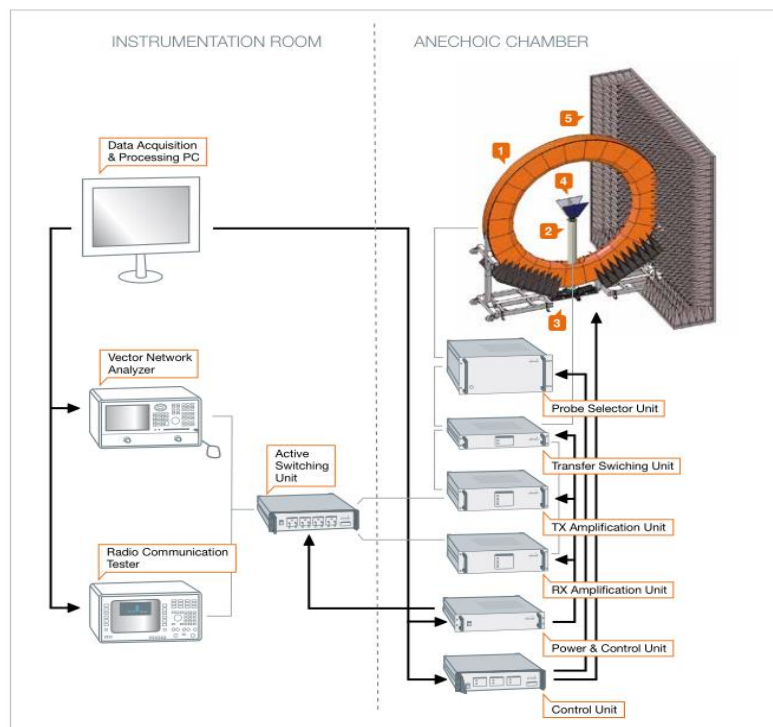 INSTRUMENTATION ROOM
ANECHOIC CHAMBER
Data Acquisition
& Processing PC
5
1
4
2
3
Vector Network
Analyzer
Probe Selector Unit
Active
Switching
Unit
Transfer Swiching Unit
TX Amplification Unit
Radio Communication
Tester
RX Amplification Unit
Power & Control Unit
Control Unit